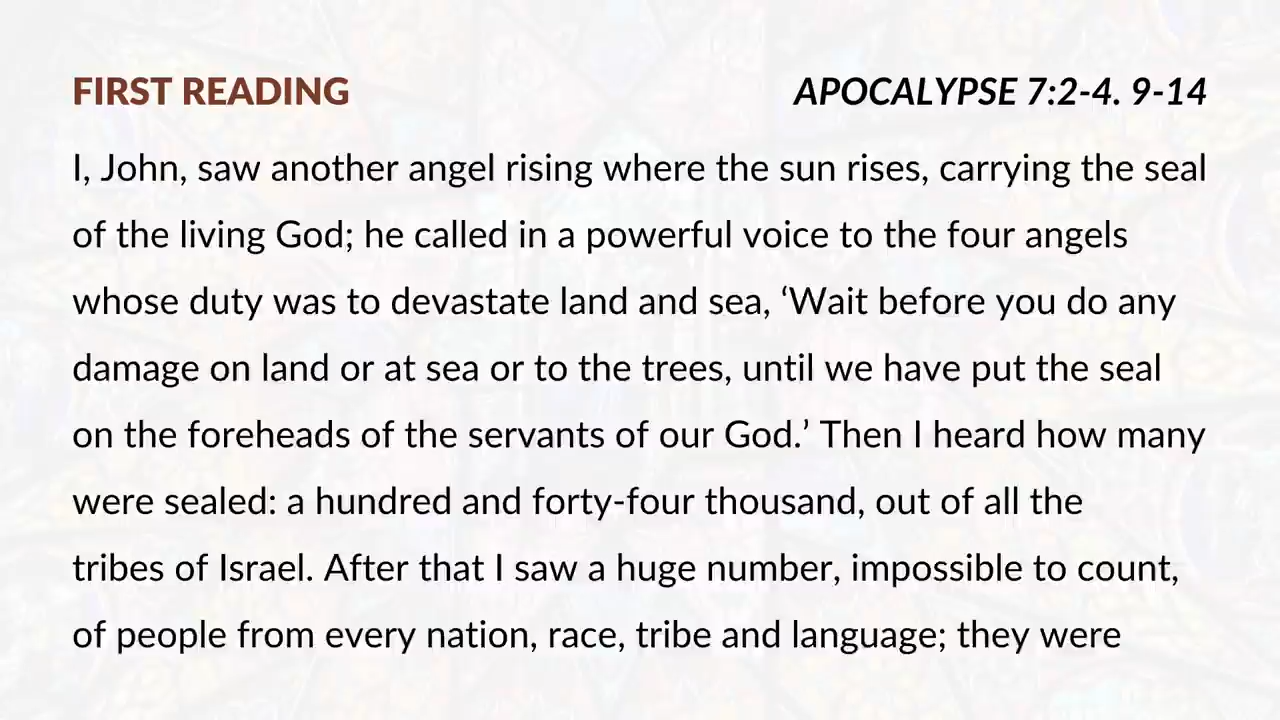 FIRST READING APOCALYPSE 7:2-4. 9-14
I, John, saw another angel rising where the sun rises, carrying the seal
of the living God; he called in a powerful voice to the four angels
whose duty was to devastate land and sea, ‘Wait before you do any
damage on land or at sea or to the trees, until we have put the seal
on the foreheads of the servants of our God.’ Then I heard how many
were sealed: a hundred and forty-four thousand, out of all the
tribes of Israel. After that I saw a huge number, impossible to count,
of people from every nation, race, tribe and language; they were